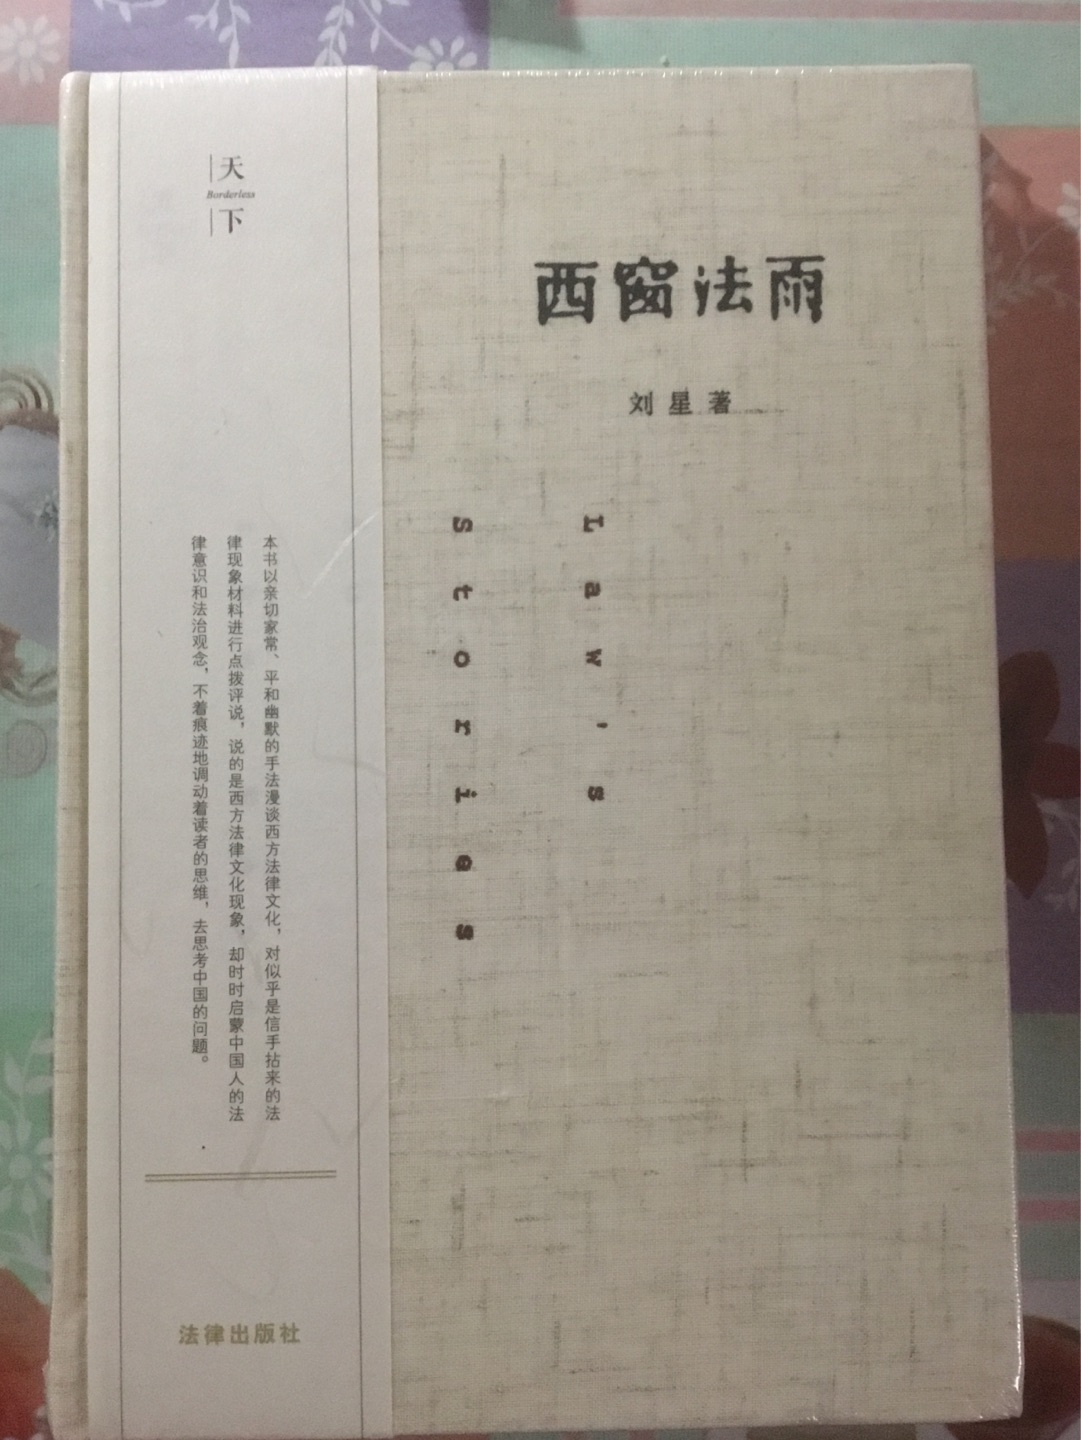 天
Borderless
下
西窗法雨
刘星著
Law's
Stories
本书以亲切家常、平和幽默的手法漫谈西方法律文化，对似乎是信手拈来的法
律现象材料进行点拨评说，说的是西方法律文化现象，却时时启蒙中国人的法
律意识和法治观念，不着痕迹地调动着读者的思维，去思考中国的问题。
法律出版社